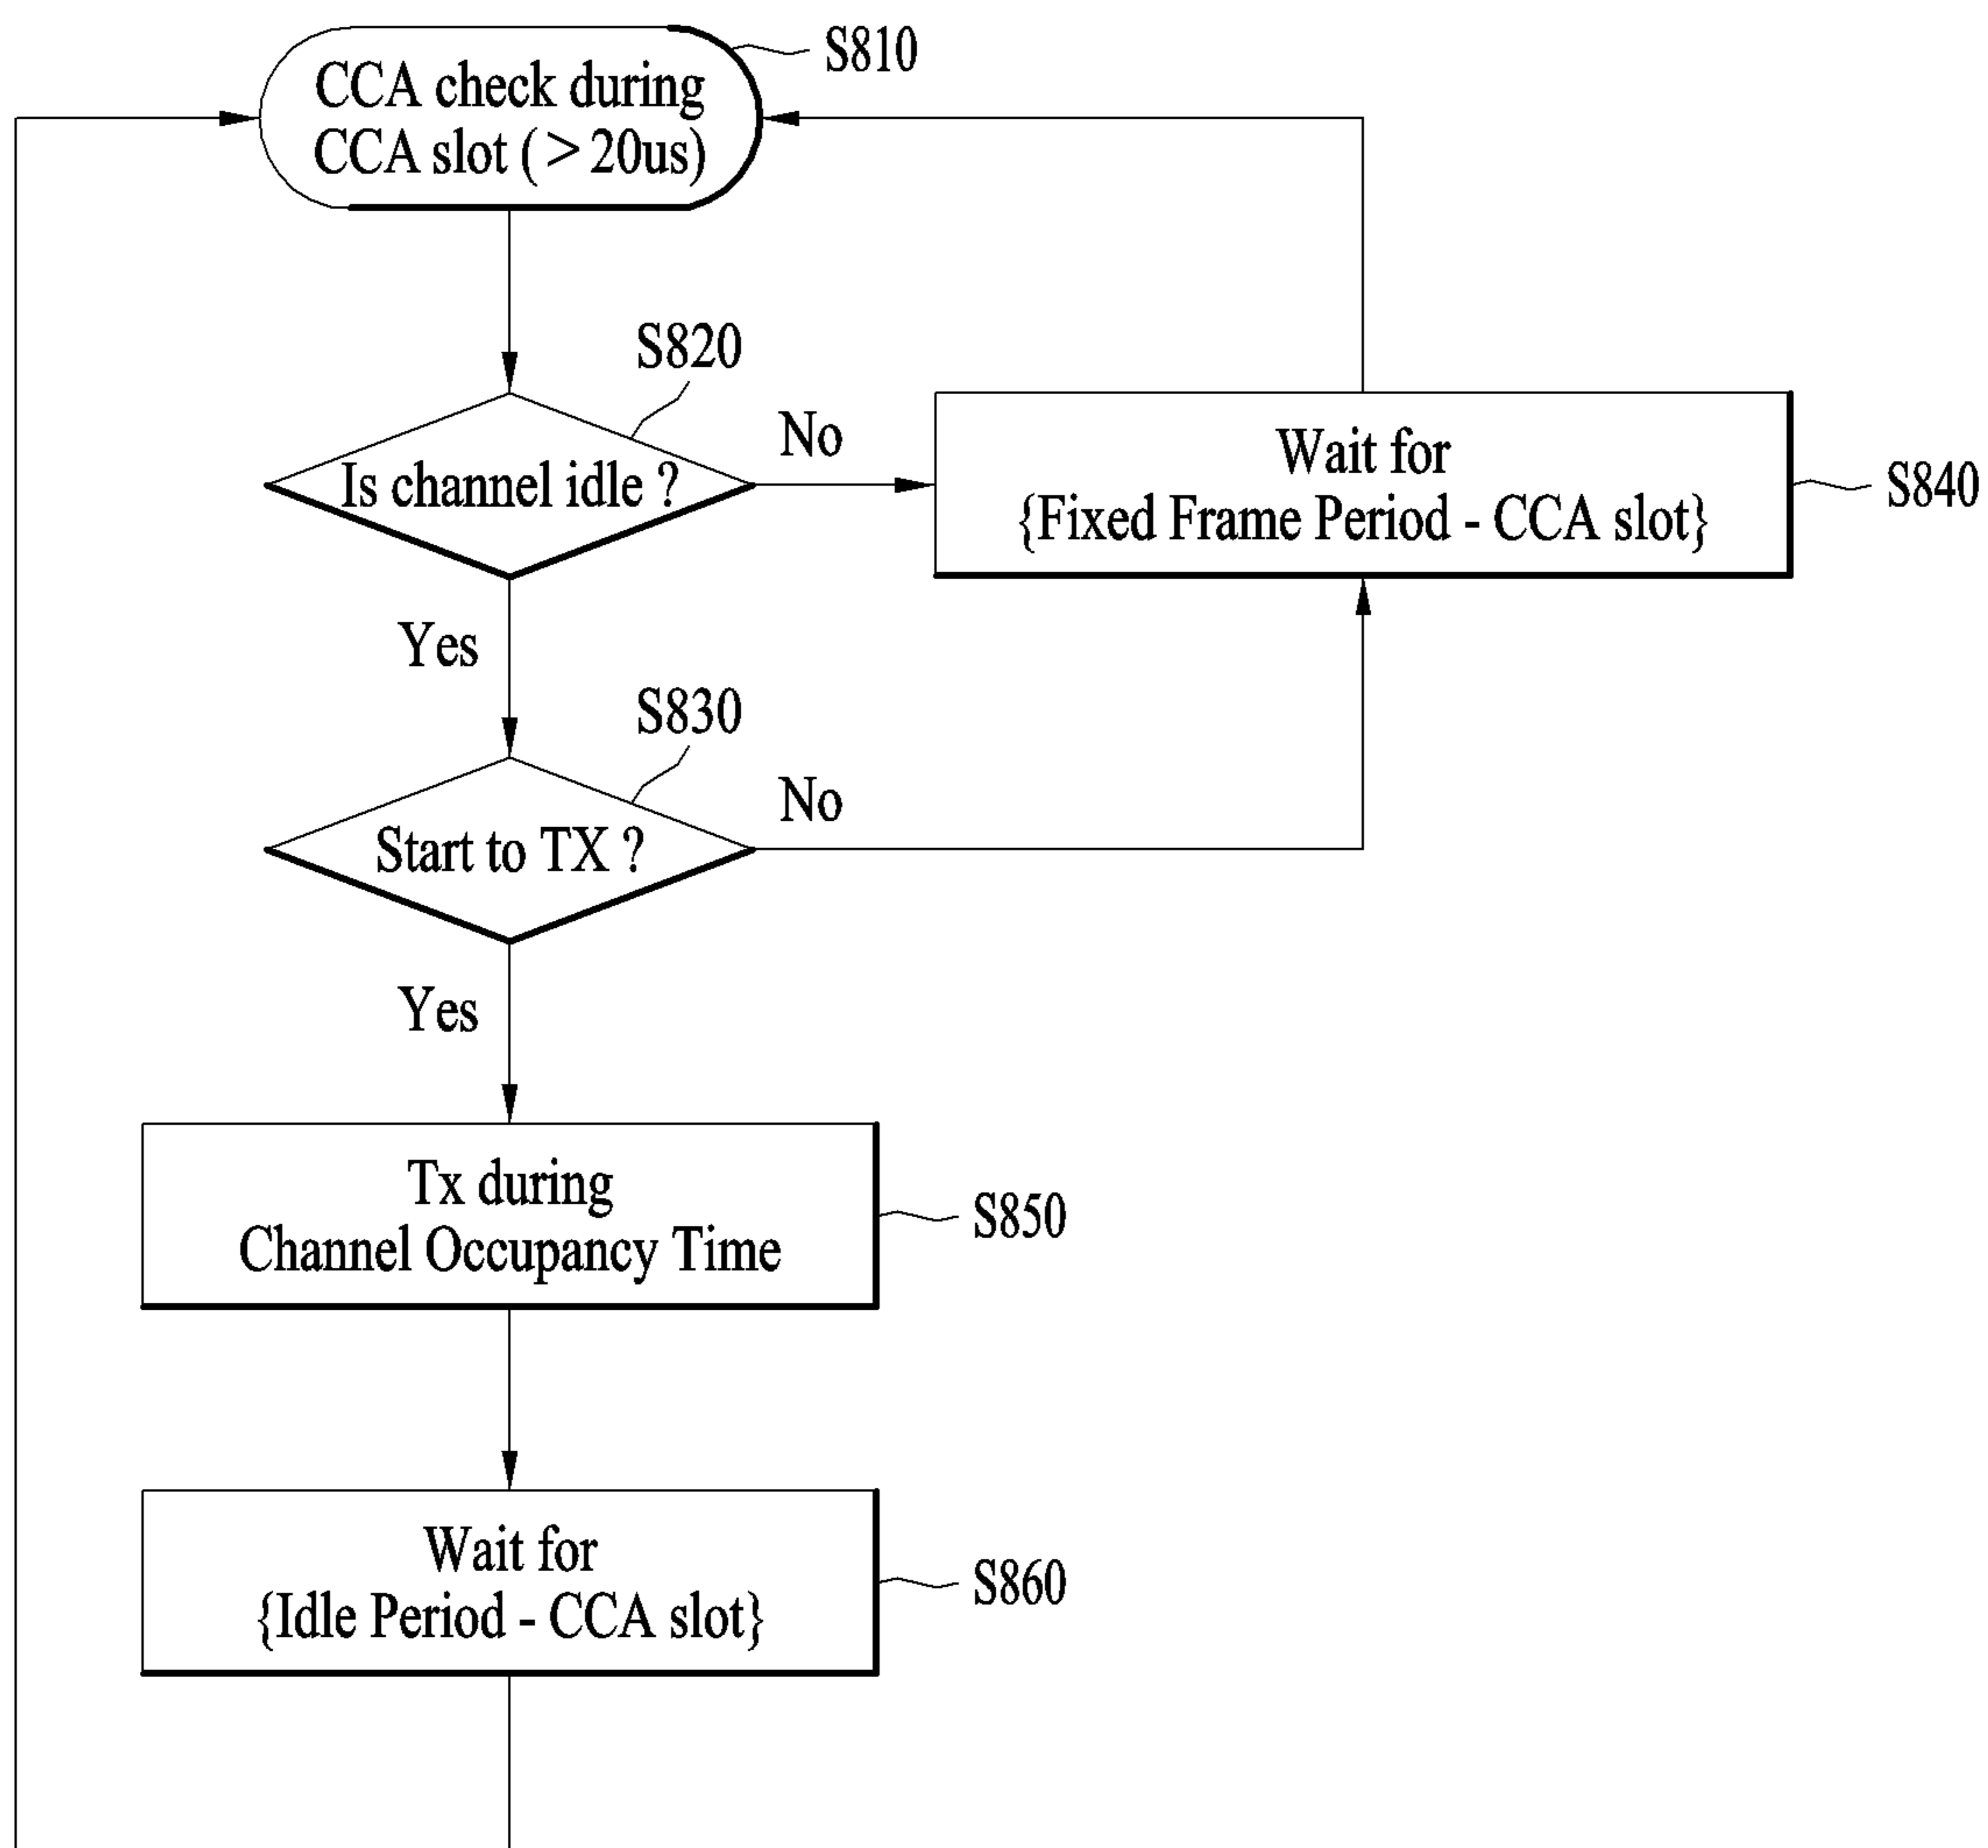 S810
CCA check during
CCA slot ( > 20us)
S820
Is channel idle ?
No
Wait for
{Fixed Frame Period - CCA slot}
S840
Yes
S830
Start to TX ?
No
Yes
Tx during
Channel Occupancy Time
S850
Wait for
{Idle Period - CCA slot}
S860